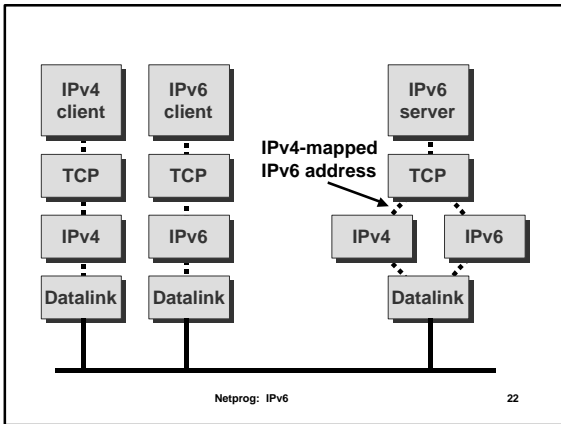 IPv4
client
IPv6
client
IPv6
server
IPv4-mapped
IPv6 address
TCP
TCP
TCP
IPv4
IPv6
IPv4
IPv6
Datalink
Datalink
Datalink
Netprog: IPv6
22